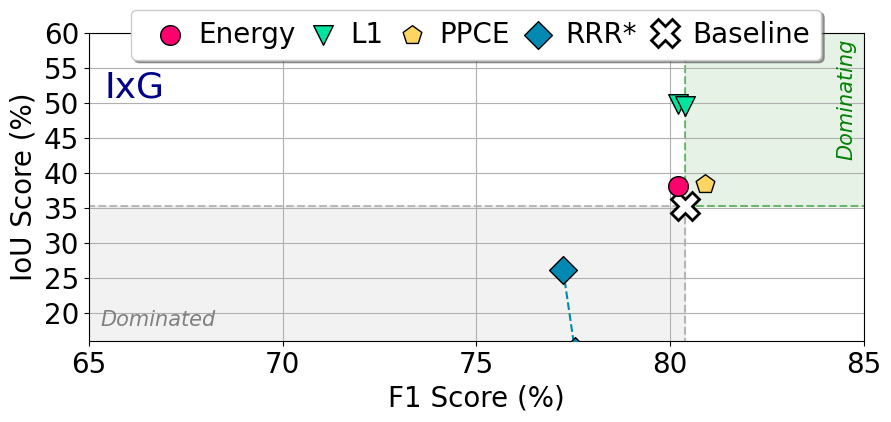 Energy L1 PPCE RRR* Baseline
IxG
Dominating
Dominated
IoU Score (%)
60
55
50
45
40
35
30
25
20
65 70 75 80 85
F1 Score (%)